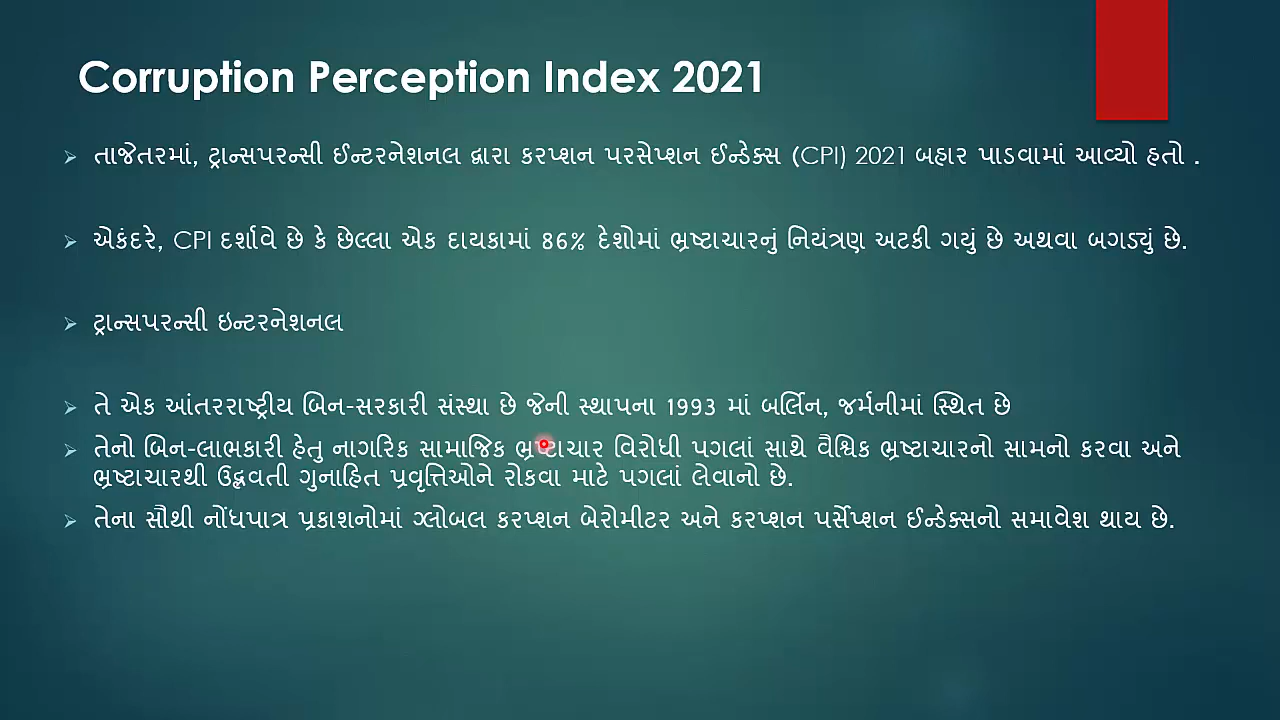 Corruption Perception Index 2021
તાજેતરમાં, ટ્રાન્સપરન્સી ઈન્ટરનેશનલ દ્વારા કરપ્શન પરસેપ્શન ઈન્ડેક્સ (CPI) 2021 બહાર પાડવામાં આવ્યો હતો .
એકંદરે, CPI દર્શાવે છે કે છેલ્લા એક દાયકામાં 86% દેશોમાં ભ્રષ્ટાચારનું નિયંત્રણ અટકી ગયું છે અથવા બગડ્યું છે.
ટ્રાન્સપરન્સી ઇન્ટરનેશનલ
તે એક આંતરરાષ્ટ્રીય બિન-સરકારી સંસ્થા છે જેની સ્થાપના 1993 માં બર્લિન, જર્મનીમાં સ્થિત છે
તેનો બિન-લાભકારી હેતુ નાગરિક સામાજિક ભ્રષ્ટાચાર વિરોધી પગલાં સાથે વૈશ્વિક ભ્રષ્ટાચારનો સામનો કરવા અને
ભ્રષ્ટાચારથી ઉદ્ભવતી ગુનાહિત પ્રવૃત્તિઓને રોકવા માટે પગલાં લેવાનો છે.
તેના સૌથી નોંધપાત્ર પ્રકાશનોમાં ગ્લોબલ કરપ્શન બેરોમીટર અને કરપ્શન પર્સેપ્શન ઈન્ડેક્સનો સમાવેશ થાય છે.